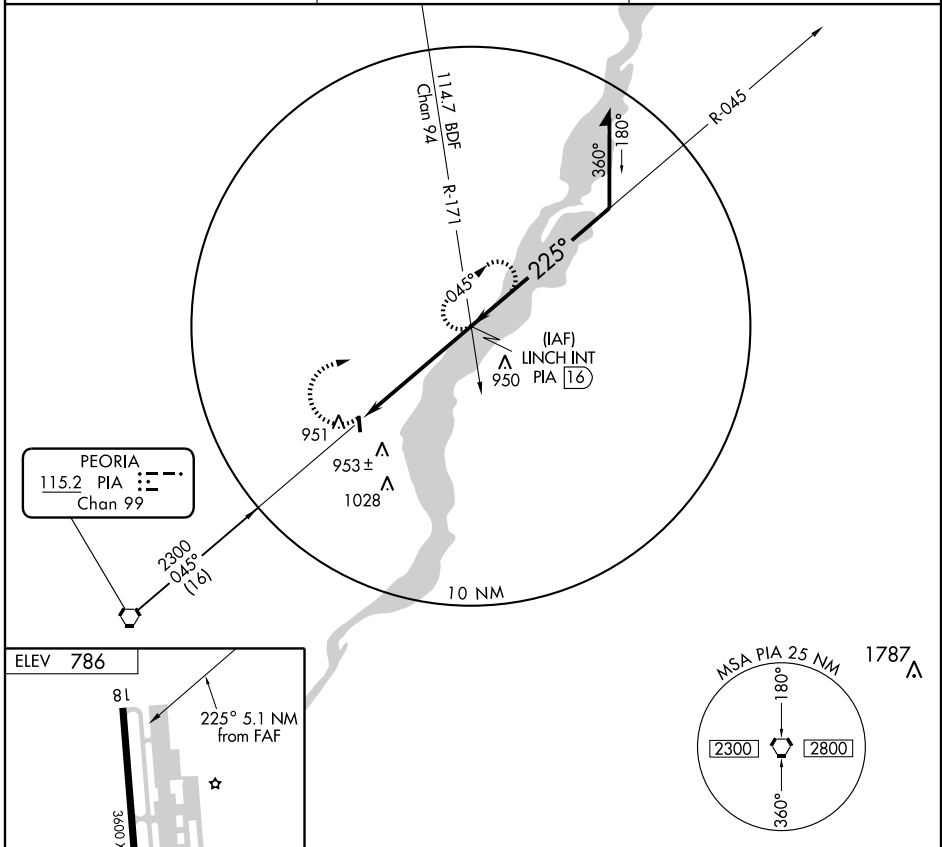 114.7 BDF
Chan 94
R-171
R-045
360°
180°
225°
045°
(IAF)
LINCH INT
PIA 16
950
951
953 ±
1028
PEORIA
115.2 PIA
Chan 99
2300
045°
(16)
10 NM
ELEV 786
18
225° 5.1 NM
from FAF
3600 X
MSA PIA 25 NM
1787
180°
2300
2800
360°